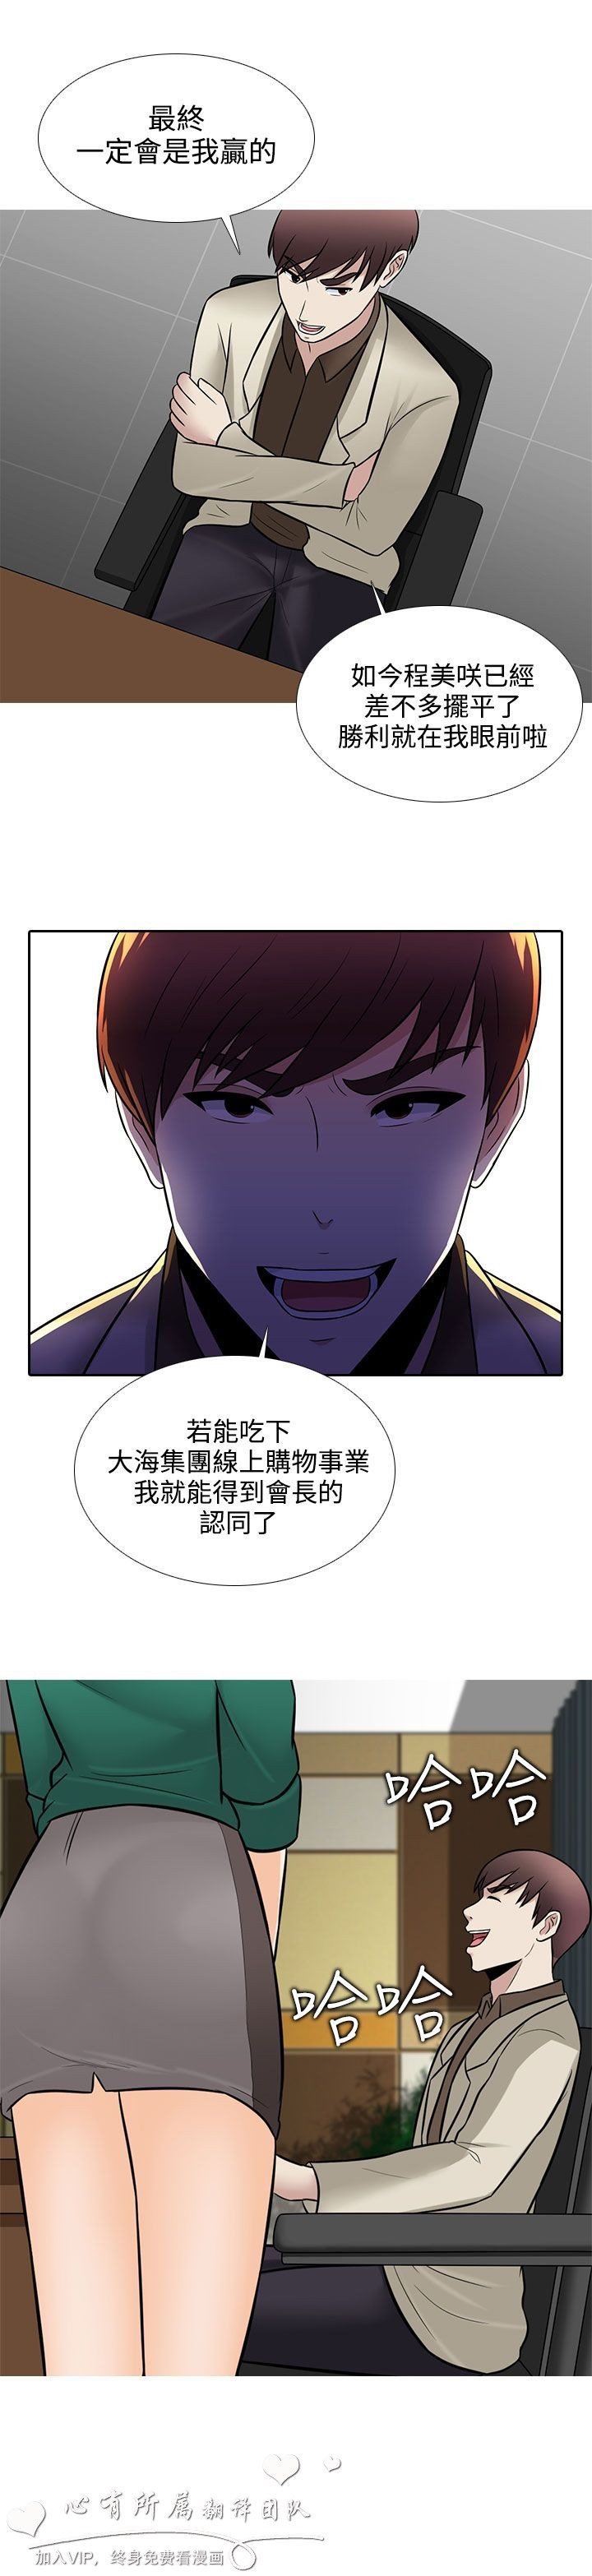 最終
一定會是我贏的
如今程美咲已經
差不多擺平了
勝利就在我眼前啦
若能吃下
大海集團線上購物事業
我就能得到會長的
認同了
哈哈
哈哈
心有所属翻译团队
加入VIP，终身免费看漫画